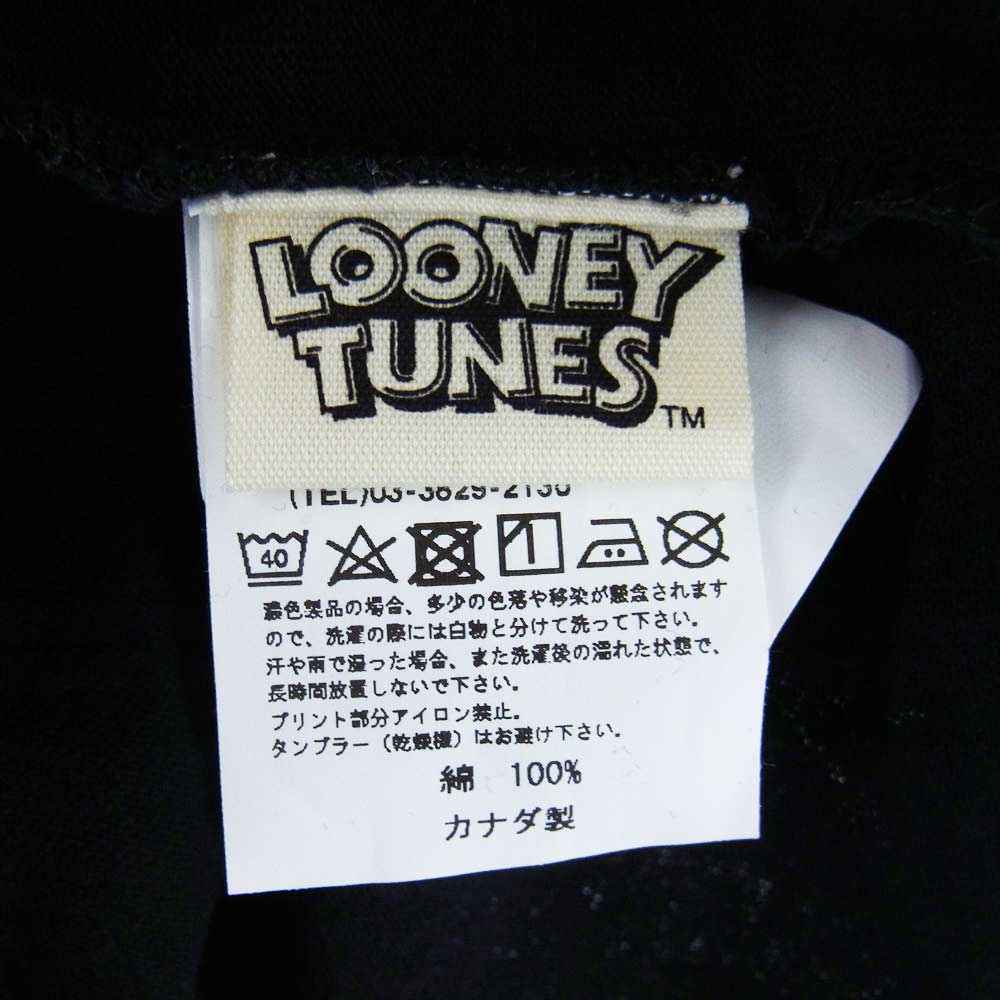 LOONEY
TUNES
TM
(TEL)03-3829-2130
40
濃色製品の場合、多少の色落や移染が懸念されます
ので、洗濯の際には白物と分けて洗って下さい。
汗や雨で湿った場合、また洗濯後の濡れた状態で、
長時間放置しないで下さい。
プリント部分アイロン禁止。
タンブラー（乾燥機）はお避け下さい。
綿 100%
カナダ製